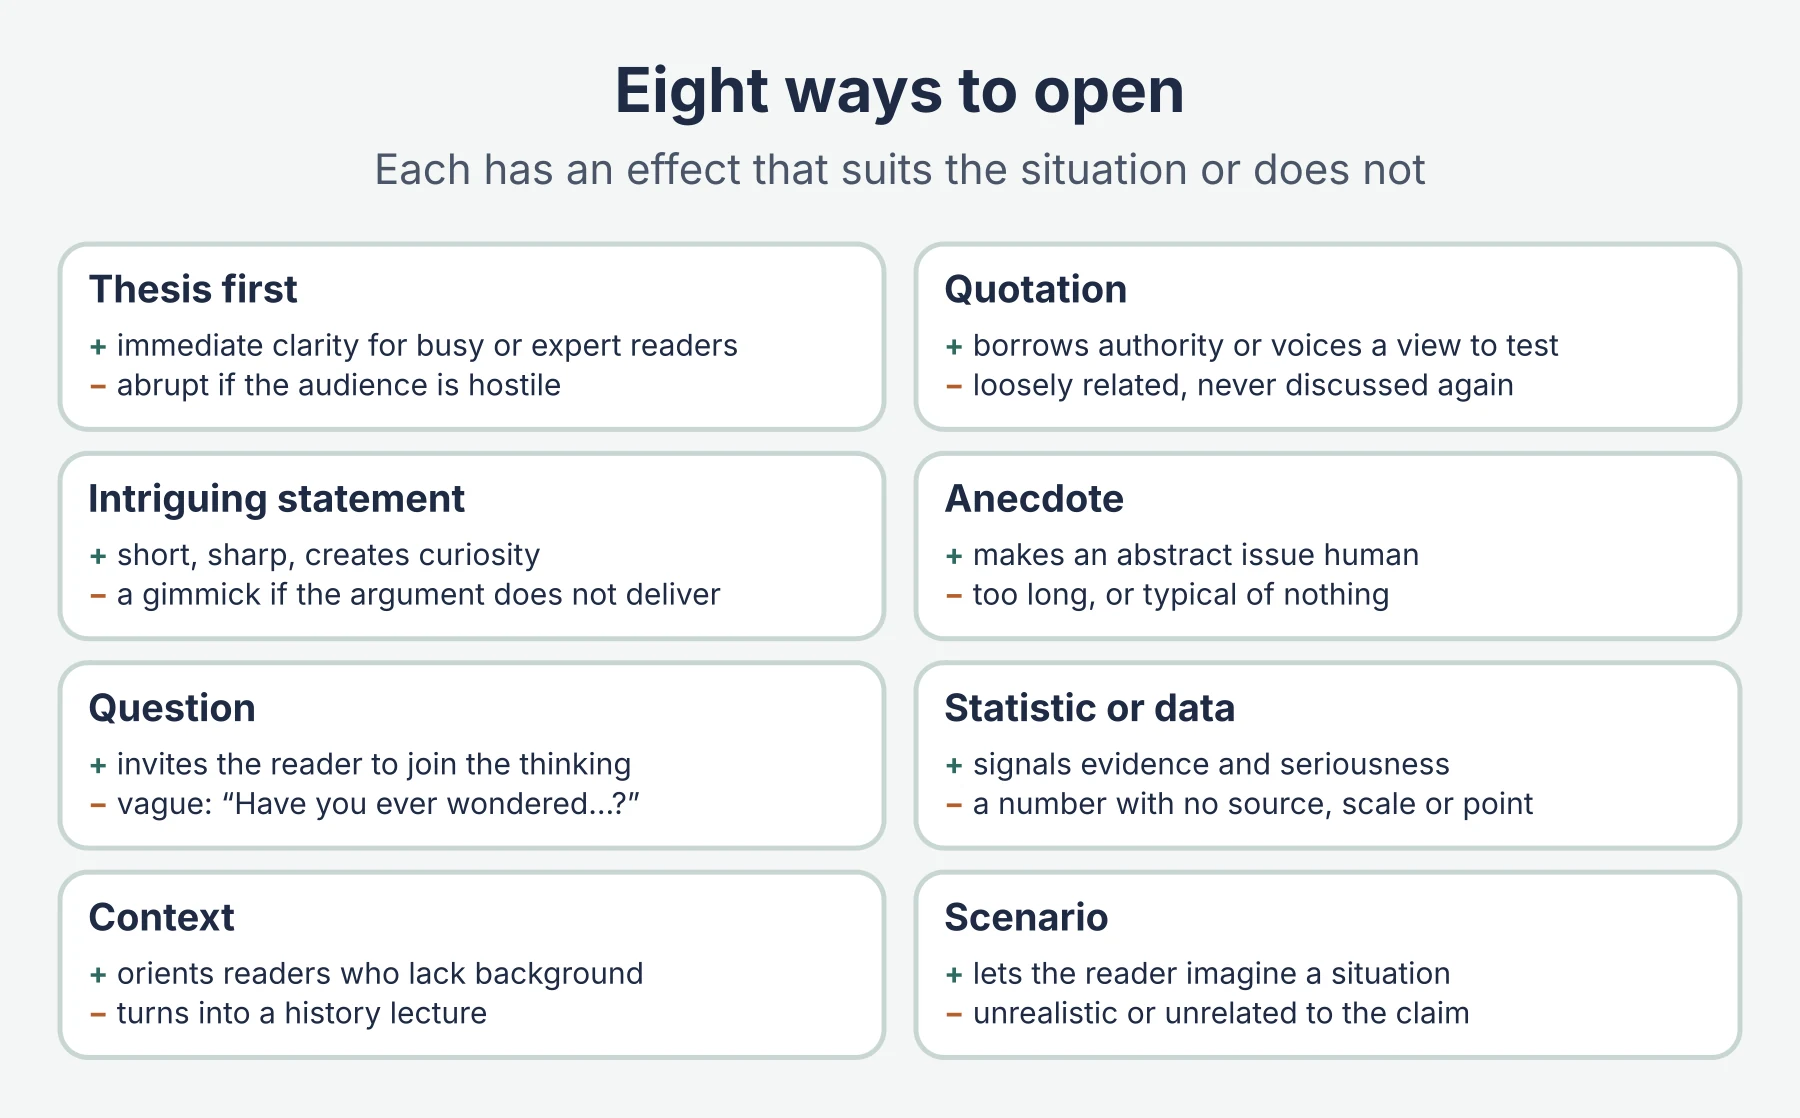 Eight ways to open
Each has an effect that suits the situation or does not
Thesis first
+ immediate clarity for busy or expert readers
– abrupt if the audience is hostile
Quotation
+ borrows authority or voices a view to test
– loosely related, never discussed again
Intriguing statement
+ short, sharp, creates curiosity
– a gimmick if the argument does not deliver
Anecdote
+ makes an abstract issue human
– too long, or typical of nothing
Question
+ invites the reader to join the thinking
– vague: “Have you ever wondered…?”
Statistic or data
+ signals evidence and seriousness
– a number with no source, scale or point
Context
+ orients readers who lack background
– turns into a history lecture
Scenario
+ lets the reader imagine a situation
– unrealistic or unrelated to the claim